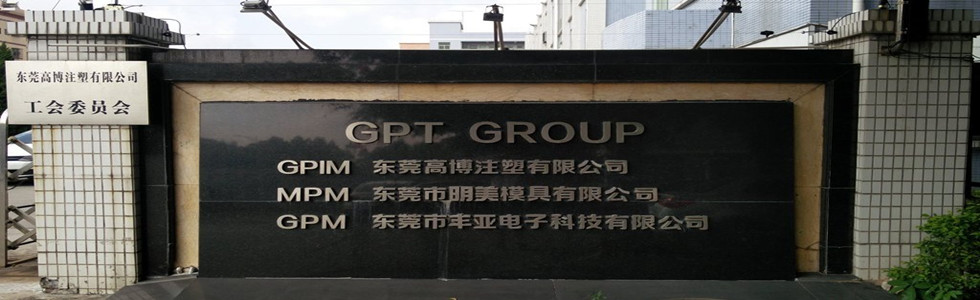 东莞高博注塑有限公司
工会委员会
GPT GROUP
GPIM 东莞高博注塑有限公司
MPM 东莞市明美模具有限公司
GPM 东莞市丰亚电子科技有限公司